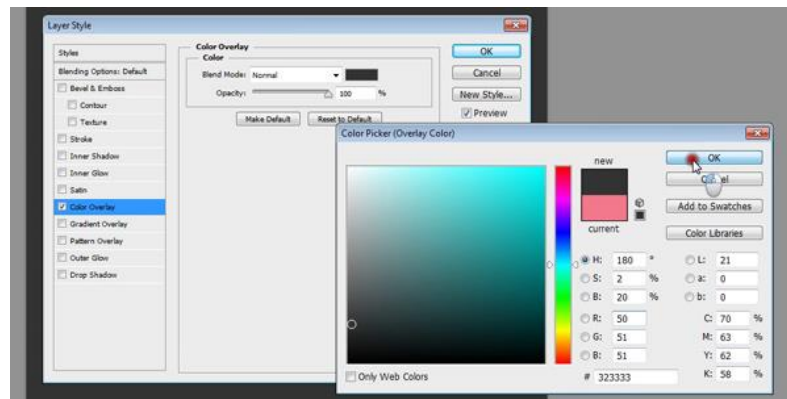 Layer Style
Styles
Blending Options: Default
Bevel & Emboss
Contour
Texture
Stroke
Inner Shadow
Inner Glow
Satin
Color Overlay
Gradient Overlay
Pattern Overlay
Outer Glow
Drop Shadow
Color Overlay
Color
Blend Mode: Normal
Opacity: 100 %
Make Default Reset to Default
OK
Cancel
New Style...
Preview
Color Picker (Overlay Color)
new
current
OK
Add to Swatches
Color Libraries
H: 180 °
S: 2 %
B: 20 %
R: 50
G: 51
B: 51
# 323333
L: 21
a: 0
b: 0
C: 70 %
M: 63 %
Y: 62 %
K: 58 %
Only Web Colors